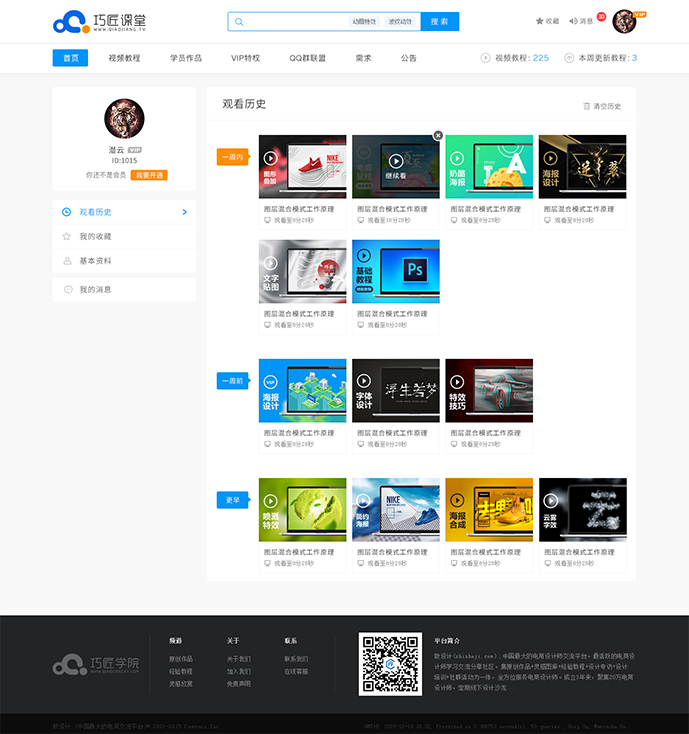 巧匠课堂
WWW.QIAOJIANG.TV
动画特效 波纹动效 搜索
收藏 消息 30 VIP
首页 视频教程 学员作品 VIP特权 QQ群联盟 需求 公告
视频教程：225 本周更新教程：3
潜云 VIP
ID:1015
你还不是会员 我要开通
观看历史
我的收藏
基本资料
我的消息
观看历史 清空历史
一周内
图形叠加 NIKE
继续看
奶酪海报
海报设计 逆袭
图层混合模式工作原理 图层混合模式工作原理 图层混合模式工作原理 图层混合模式工作原理
观看至8分28秒 观看至18分28秒 观看至8分28秒 观看至8分28秒
文字贴图
基础教程 Ps
图层混合模式工作原理 图层混合模式工作原理
观看至8分28秒 观看至8分28秒
一周前
VIP 海报设计
字体设计 浮生若梦
特效技巧
图层混合模式工作原理 图层混合模式工作原理 图层混合模式工作原理
观看至8分28秒 观看至8分28秒 观看至8分28秒
更早
喷溅特效
简约海报 NIKE
海报合成
云雾字效
图层混合模式工作原理 图层混合模式工作原理 图层混合模式工作原理 图层混合模式工作原理
观看至8分28秒 观看至8分28秒 观看至8分28秒 观看至8分28秒
巧匠学院
频道 关于 联系 平台简介
原创作品 关于我们 联系我们
经验教程 加入我们 在线客服
灵感欣赏 免责声明